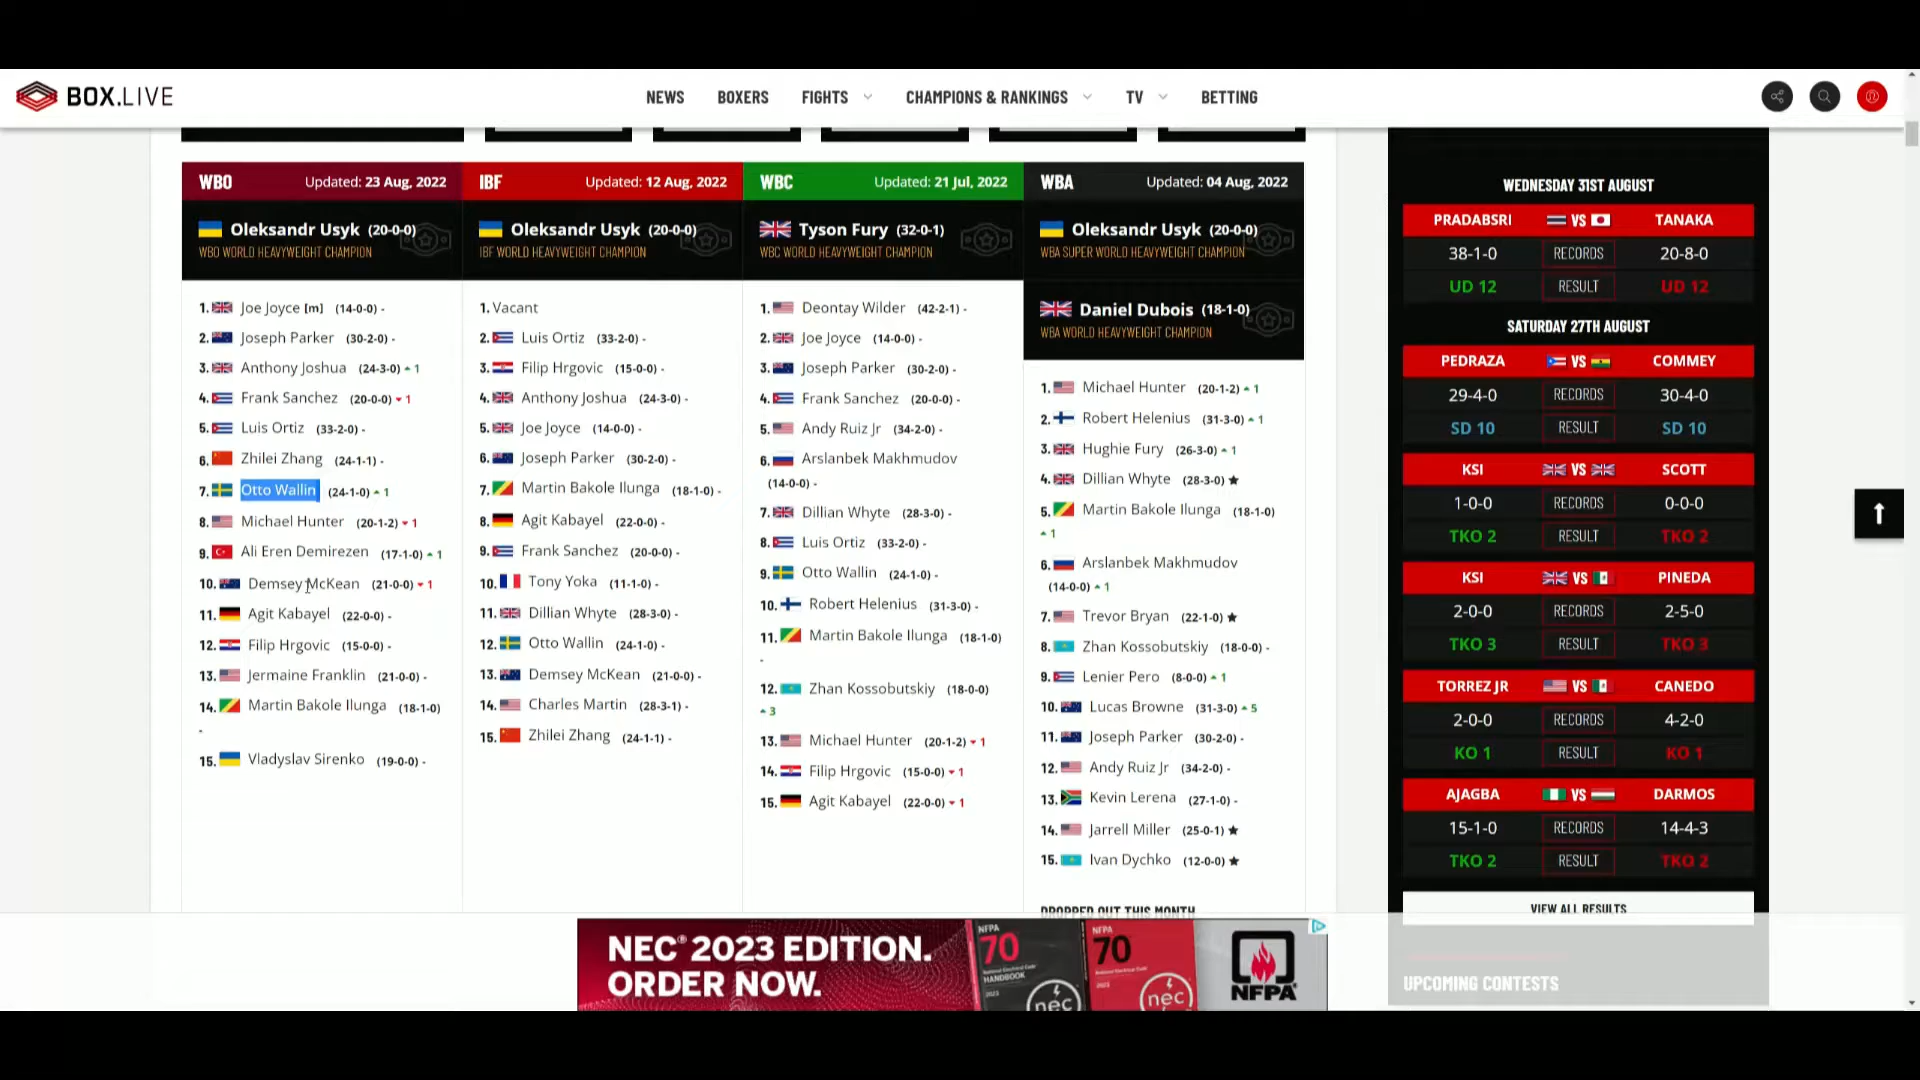 BOX.LIVE
NEWS
BOXERS
FIGHTS
CHAMPIONS & RANKINGS
TV
BETTING
WBO Updated: 23 Aug, 2022
Oleksandr Usyk (20-0-0)
WBO WORLD HEAVYWEIGHT CHAMPION
1. Joe Joyce [m] (14-0-0) -
2. Joseph Parker (30-2-0) -
3. Anthony Joshua (24-3-0) ▲ 1
4. Frank Sanchez (20-0-0) ▼ 1
5. Luis Ortiz (33-2-0) -
6. Zhilei Zhang (24-1-1) -
7. Otto Wallin (24-1-0) ▲ 1
8. Michael Hunter (20-1-2) ▼ 1
9. Ali Eren Demirezen (17-1-0) ▲ 1
10. Demsey McKean (21-0-0) ▼ 1
11. Agit Kabayel (22-0-0) -
12. Filip Hrgovic (15-0-0) -
13. Jermaine Franklin (21-0-0) -
14. Martin Bakole Ilunga (18-1-0)
-
15. Vladyslav Sirenko (19-0-0) -
IBF Updated: 12 Aug, 2022
Oleksandr Usyk (20-0-0)
IBF WORLD HEAVYWEIGHT CHAMPION
1. Vacant
2. Luis Ortiz (33-2-0) -
3. Filip Hrgovic (15-0-0) -
4. Anthony Joshua (24-3-0) -
5. Joe Joyce (14-0-0) -
6. Joseph Parker (30-2-0) -
7. Martin Bakole Ilunga (18-1-0) -
8. Agit Kabayel (22-0-0) -
9. Frank Sanchez (20-0-0) -
10. Tony Yoka (11-1-0) -
11. Dillian Whyte (28-3-0) -
12. Otto Wallin (24-1-0) -
13. Demsey McKean (21-0-0) -
14. Charles Martin (28-3-1) -
15. Zhilei Zhang (24-1-1) -
WBC Updated: 21 Jul, 2022
Tyson Fury (32-0-1)
WBC WORLD HEAVYWEIGHT CHAMPION
1. Deontay Wilder (42-2-1) -
2. Joe Joyce (14-0-0) -
3. Joseph Parker (30-2-0) -
4. Frank Sanchez (20-0-0) -
5. Andy Ruiz Jr (34-2-0) -
6. Arslanbek Makhmudov
(14-0-0) -
7. Dillian Whyte (28-3-0) -
8. Luis Ortiz (33-2-0) -
9. Otto Wallin (24-1-0) -
10. Robert Helenius (31-3-0) -
11. Martin Bakole Ilunga (18-1-0)
-
12. Zhan Kossobutskiy (18-0-0)
▲ 3
13. Michael Hunter (20-1-2) ▼ 1
14. Filip Hrgovic (15-0-0) ▼ 1
15. Agit Kabayel (22-0-0) ▼ 1
WBA Updated: 04 Aug, 2022
Oleksandr Usyk (20-0-0)
WBA SUPER WORLD HEAVYWEIGHT CHAMPION
Daniel Dubois (18-1-0)
WBA WORLD HEAVYWEIGHT CHAMPION
1. Michael Hunter (20-1-2) ▲ 1
2. Robert Helenius (31-3-0) ▲ 1
3. Hughie Fury (26-3-0) ▲ 1
4. Dillian Whyte (28-3-0) ★
5. Martin Bakole Ilunga (18-1-0)
▲ 1
6. Arslanbek Makhmudov
(14-0-0) ▲ 1
7. Trevor Bryan (22-1-0) ★
8. Zhan Kossobutskiy (18-0-0) -
9. Lenier Pero (8-0-0) ▲ 1
10. Lucas Browne (31-3-0) ▲ 5
11. Joseph Parker (30-2-0) -
12. Andy Ruiz Jr (34-2-0) -
13. Kevin Lerena (27-1-0) -
14. Jarrell Miller (25-0-1) ★
15. Ivan Dychko (12-0-0) ★
DROPPED OUT THIS MONTH
WEDNESDAY 31ST AUGUST
PRADABSRI VS TANAKA
38-1-0 RECORDS 20-8-0
UD 12 RESULT UD 12
SATURDAY 27TH AUGUST
PEDRAZA VS COMMEY
29-4-0 RECORDS 30-4-0
SD 10 RESULT SD 10
KSI VS SCOTT
1-0-0 RECORDS 0-0-0
TKO 2 RESULT TKO 2
KSI VS PINEDA
2-0-0 RECORDS 2-5-0
TKO 3 RESULT TKO 3
TORREZ JR VS CANEDO
2-0-0 RECORDS 4-2-0
KO 1 RESULT KO 1
AJAGBA VS DARMOS
15-1-0 RECORDS 14-4-3
TKO 2 RESULT TKO 2
VIEW ALL RESULTS
UPCOMING CONTESTS
NEC® 2023 EDITION.
ORDER NOW.
NFPA
70
HANDBOOK
2023
nec
NFPA
70
2023
nec
NFPA